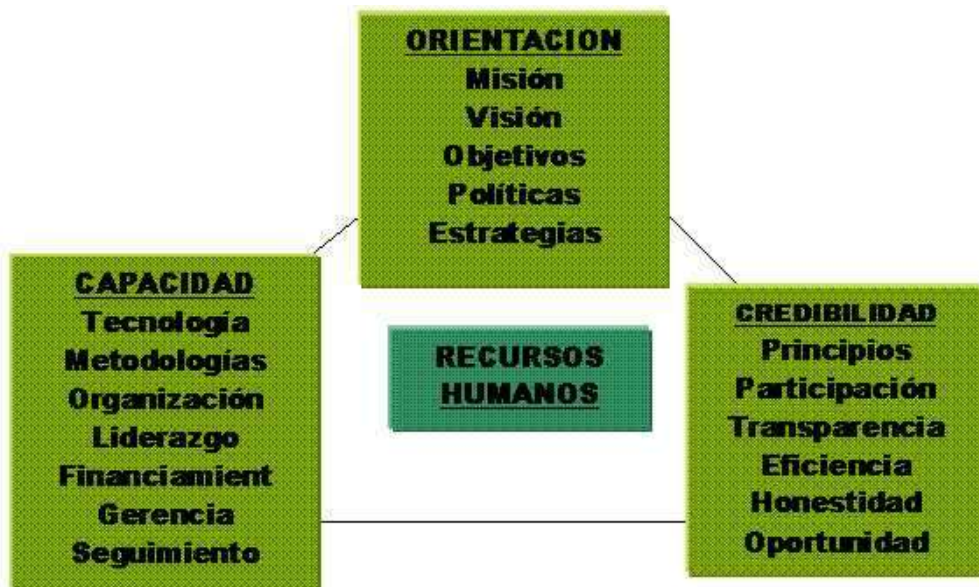 ORIENTACION
Misión
Visión
Objetivos
Políticas
Estrategias
CAPACIDAD
Tecnología
Metodologías
Organización
Liderazgo
Financiamient
Gerencia
Seguimiento
RECURSOS
HUMANOS
CREDIBILIDAD
Principios
Participación
Transparencia
Eficiencia
Honestidad
Oportunidad